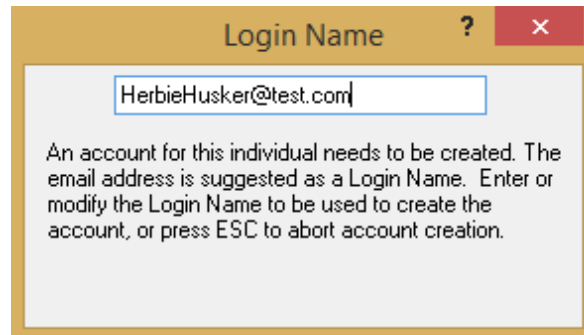 Login Name ?
HerbieHusker@test.com
An account for this individual needs to be created. The
email address is suggested as a Login Name.  Enter or
modify the Login Name to be used to create the
account, or press ESC to abort account creation.